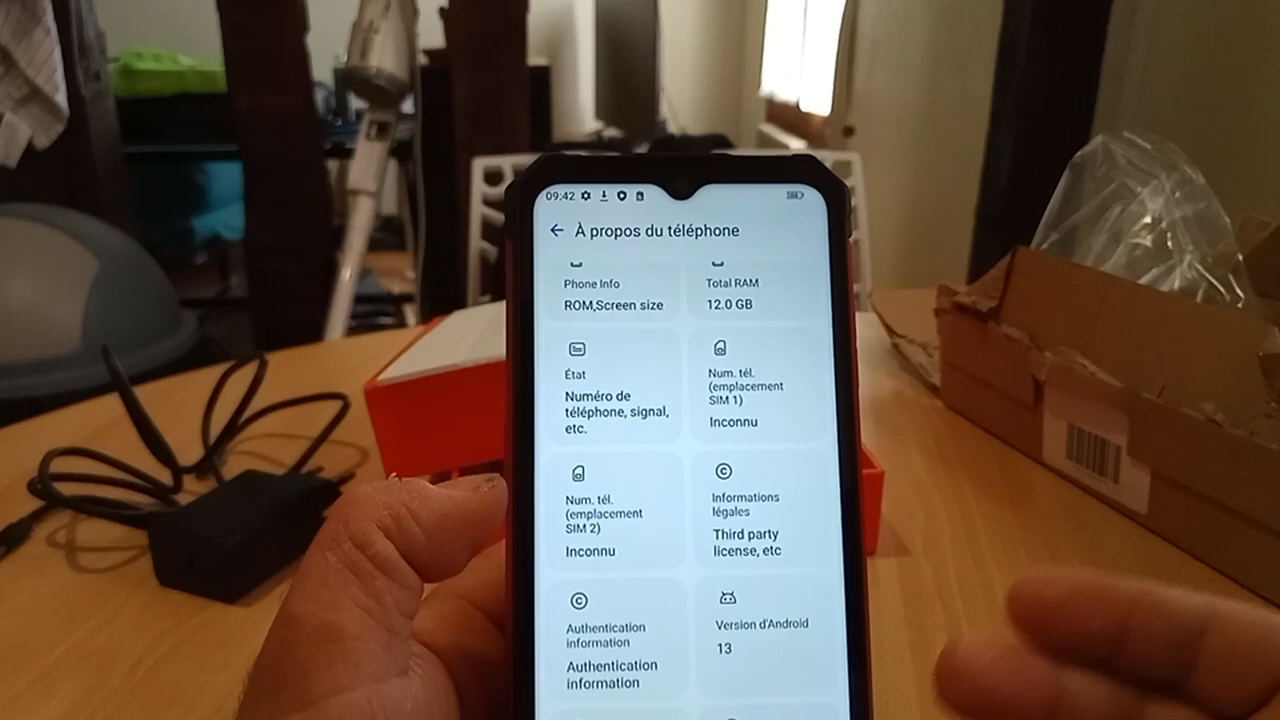 09:42
À propos du téléphone
Phone Info
ROM,Screen size
Total RAM
12.0 GB
État
Numéro de
téléphone, signal,
etc.
Num. tél.
(emplacement
SIM 1)
Inconnu
Num. tél.
(emplacement
SIM 2)
Inconnu
Informations
légales
Third party
license, etc
Authentication
information
Authentication
information
Version d'Android
13